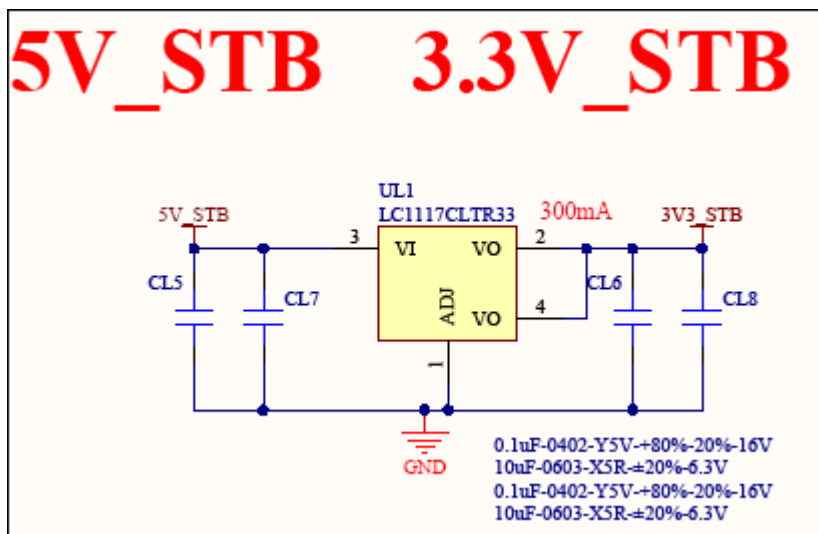 5V_STB 3.3V_STB
UL1
LC1117CLTR33
300mA
5V_STB
3V3_STB
3
VI
VO
2
CL5
CL7
ADJ
VO
4
CL6
CL8
1
GND
0.1uF-0402-Y5V-+80%-20%-16V
10uF-0603-X5R-±20%-6.3V
0.1uF-0402-Y5V-+80%-20%-16V
10uF-0603-X5R-±20%-6.3V